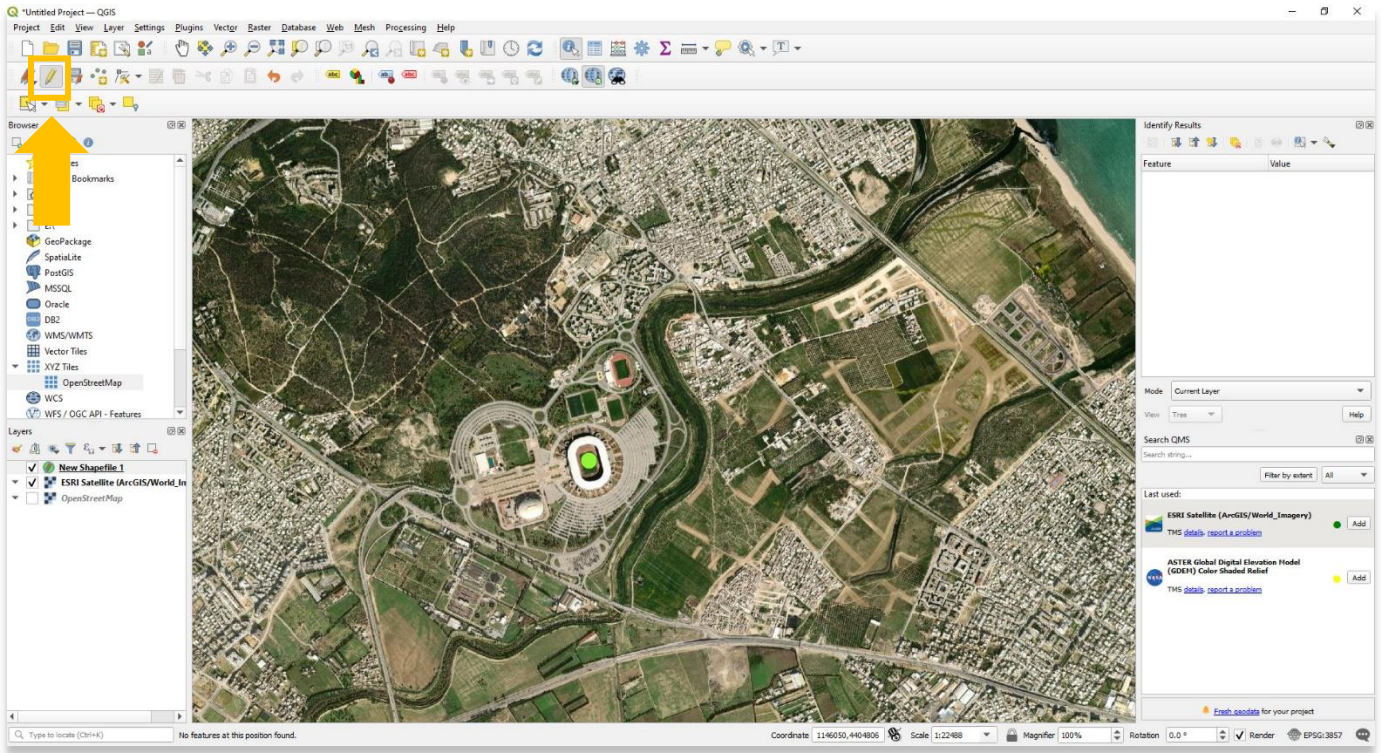 *Untitled Project — QGIS
Project Edit View Layer Settings Plugins Vector Raster Database Web Mesh Processing Help
abc
abc
Browser
Bookmarks
GeoPackage
SpatiaLite
PostGIS
MSSQL
Oracle
DB2
WMS/WMTS
Vector Tiles
XYZ Tiles
OpenStreetMap
WCS
WFS / OGC API - Features
Layers
New Shapefile 1
ESRI Satellite (ArcGIS/World_In
OpenStreetMap
Identify Results
Feature Value
Mode Current Layer
View Tree Help
Search QMS
Search string...
Filter by extent All
Last used:
ESRI Satellite (ArcGIS/World_Imagery)
TMS details, report a problem
Add
ASTER Global Digital Elevation Model
(GDEM) Color Shaded Relief
TMS details, report a problem
Add
Fresh geodata for your project
Type to locate (Ctrl+K) No features at this position found. Coordinate 1146050,4404806 Scale 1:22488 Magnifier 100% Rotation 0.0 ° Render EPSG:3857